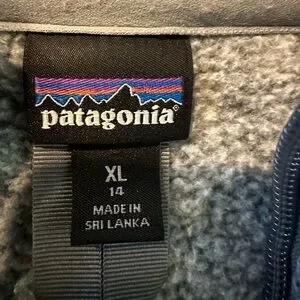 patagonia®
XL
14
MADE IN
SRI LANKA